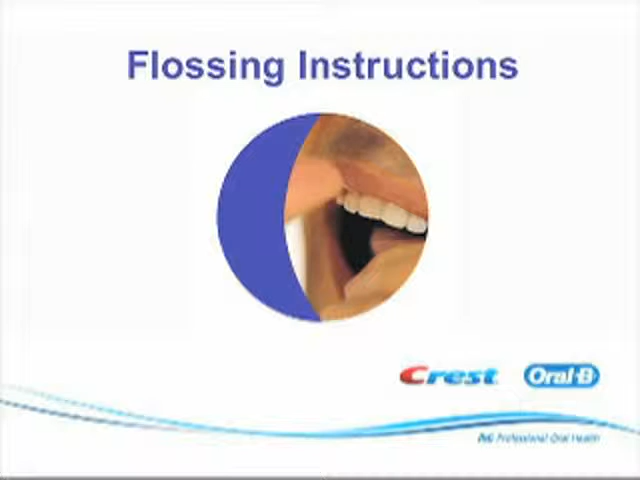 Flossing Instructions
Crest
Oral-B
P&G Professional Oral Health